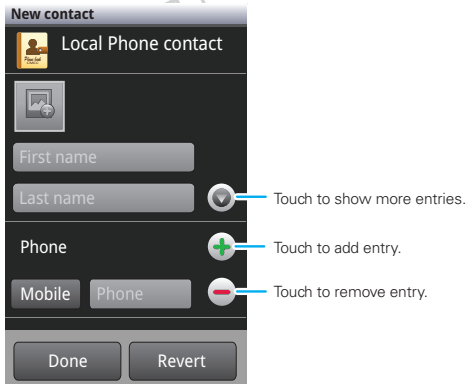 New contact
Local Phone contact
First name
Last name
Touch to show more entries.
Phone
Touch to add entry.
Mobile
Phone
Touch to remove entry.
Done
Revert